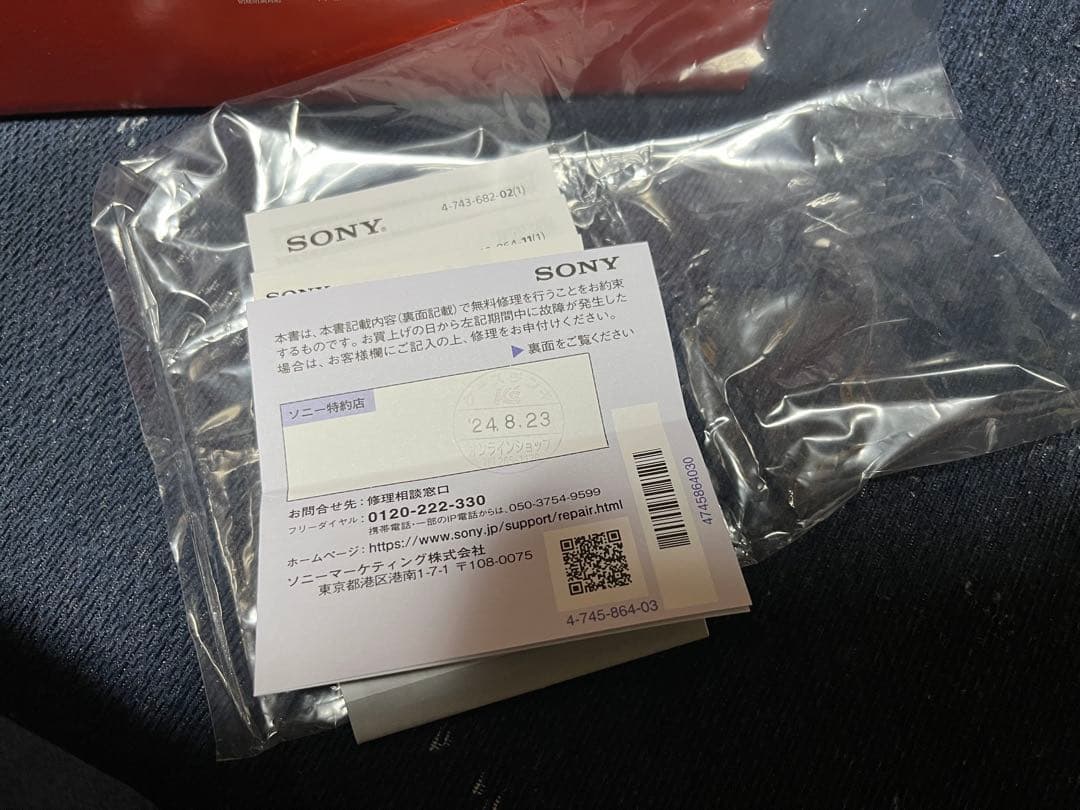 SONY®
4-743-682-02(1)
SONY
本書は、本書記載内容(裏面記載)で無料修理を行うことをお約束
するものです。お買上げの日から左記期間中に故障が発生した
場合は、お客様欄にご記入の上、修理をお申付けください。
▶ 裏面をご覧ください
ソニー特約店
'24.8.23
オンラインショップ
お問合せ先:修理相談窓口
フリーダイヤル:0120-222-330
携帯電話・一部のIP電話からは、050-3754-9599
ホームページ:https://www.sony.jp/support/repair.html
ソニーマーケティング株式会社
東京都港区港南1-7-1 〒108-0075
4-745-864-03
4745864030